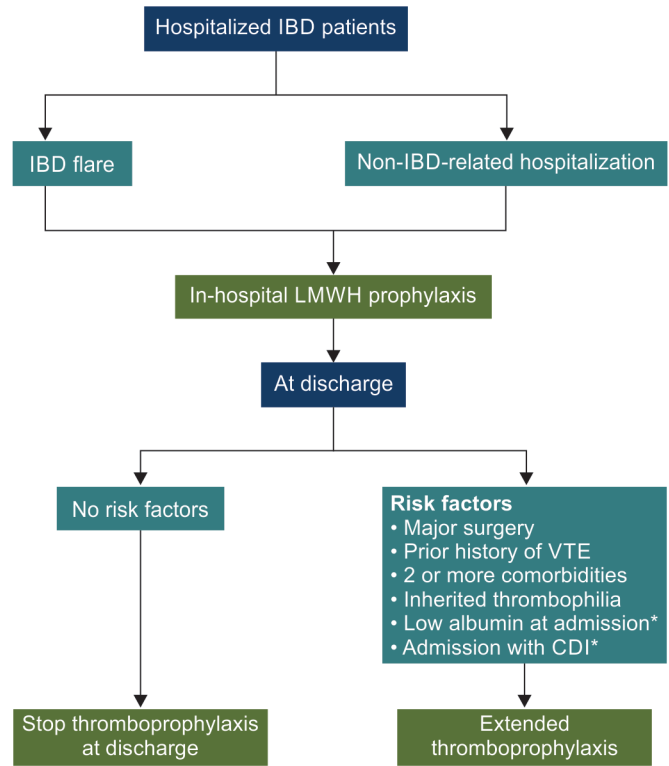 Hospitalized IBD patients
IBD flare
Non-IBD-related hospitalization
In-hospital LMWH prophylaxis
At discharge
No risk factors
Risk factors
• Major surgery
• Prior history of VTE
• 2 or more comorbidities
• Inherited thrombophilia
• Low albumin at admission*
• Admission with CDI*
Stop thromboprophylaxis
at discharge
Extended
thromboprophylaxis